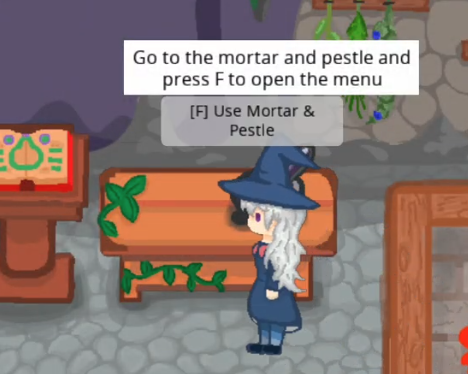 Go to the mortar and pestle and
press F to open the menu
[F] Use Mortar &
Pestle